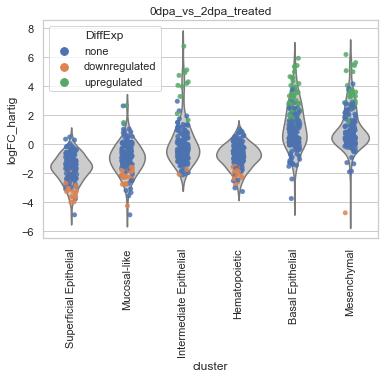 0dpa_vs_2dpa_treated
DiffExp
none
downregulated
upregulated
logFC_hartig
8
6
4
2
0
−2
−4
−6
Superficial Epithelial
Mucosal-like
Intermediate Epithelial
Hematopoietic
Basal Epithelial
Mesenchymal
cluster